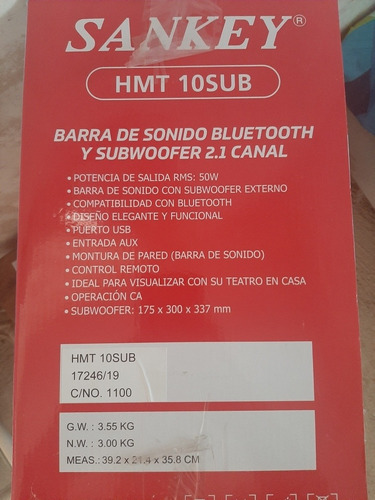 SANKEY®
HMT 10SUB
BARRA DE SONIDO BLUETOOTH
Y SUBWOOFER 2.1 CANAL
• POTENCIA DE SALIDA RMS: 50W
• BARRA DE SONIDO CON SUBWOOFER EXTERNO
• COMPATIBILIDAD CON BLUETOOTH
• DISEÑO ELEGANTE Y FUNCIONAL
• PUERTO USB
• ENTRADA AUX
• MONTURA DE PARED (BARRA DE SONIDO)
• CONTROL REMOTO
• IDEAL PARA VISUALIZAR CON SU TEATRO EN CASA
• OPERACIÓN CA
• SUBWOOFER: 175 x 300 x 337 mm
HMT 10SUB
17246/19
C/NO. 1100
G.W. : 3.55 KG
N.W. : 3.00 KG
MEAS.: 39.2 x 21.4 x 35.8 CM